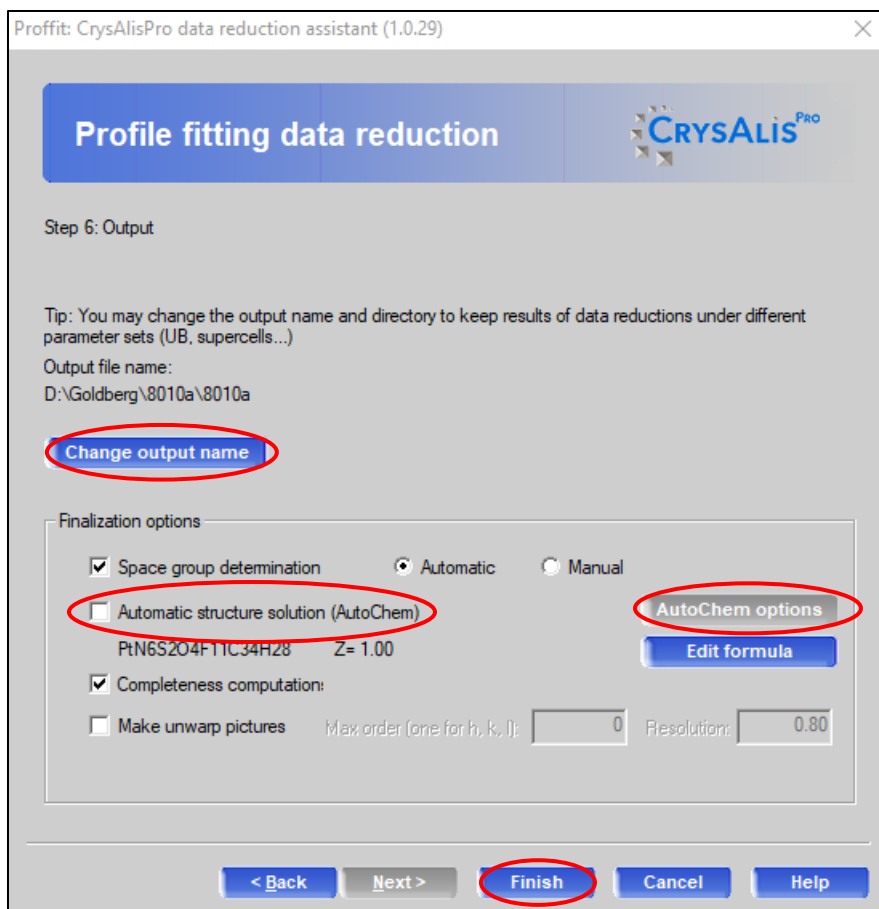 Proffit: CrysAlisPro data reduction assistant (1.0.29)
Profile fitting data reduction
CRYSALIS PRO
Step 6: Output
Tip: You may change the output name and directory to keep results of data reductions under different
parameter sets (UB, supercells...)
Output file name:
D:\Goldberg\8010a\8010a
Change output name
Finalization options
Space group determination Automatic Manual
Automatic structure solution (AutoChem) AutoChem options
Z= 1.00 Edit formula
Completeness computation
Make unwarp pictures Max order (one for h, k, l): 0 Resolution: 0.80
< Back Next > Finish Cancel Help